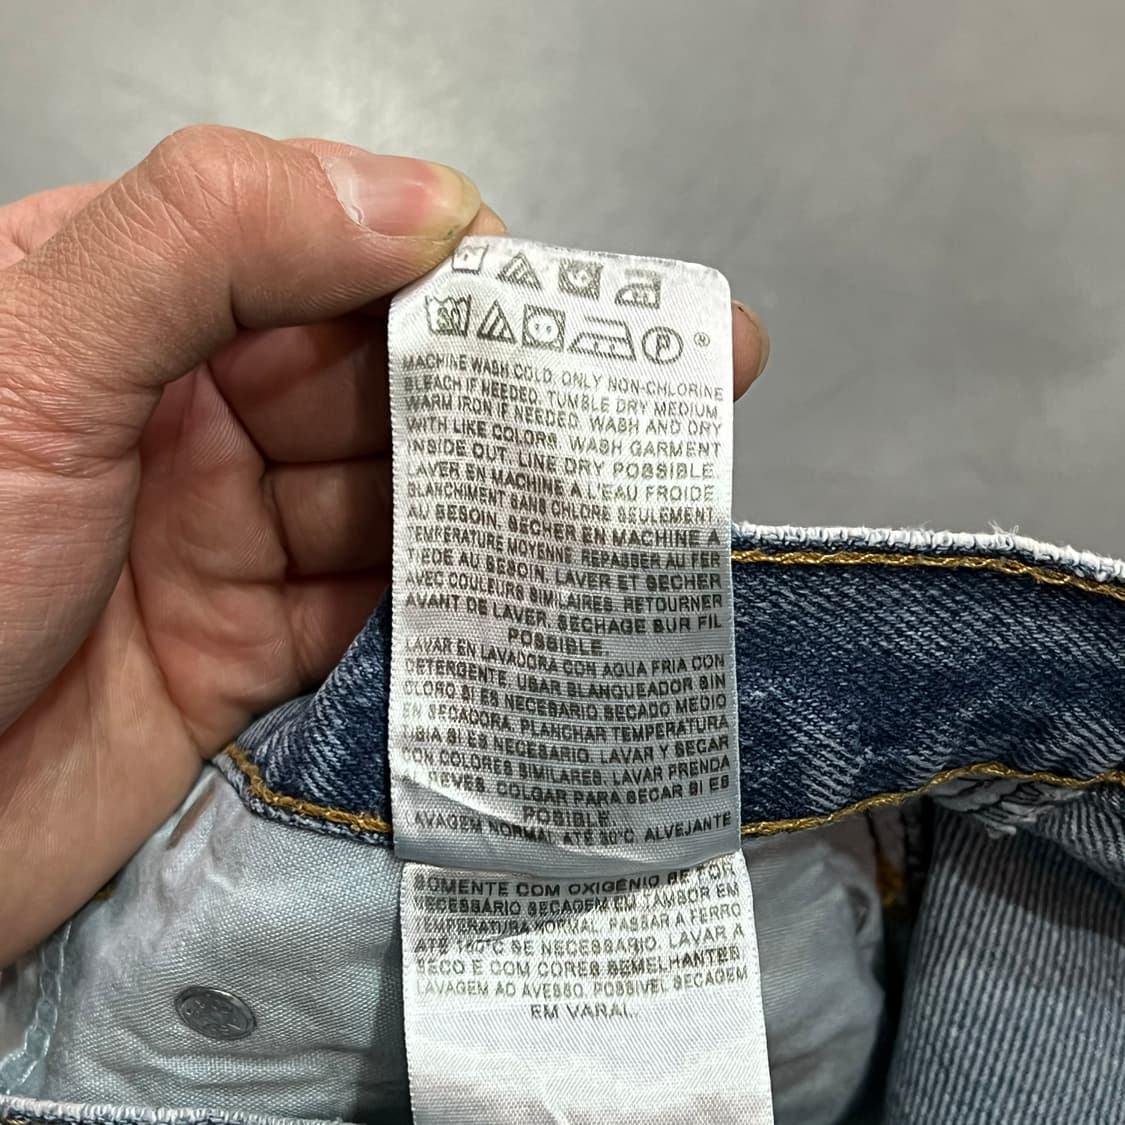 MACHINE WASH COLD. ONLY NON-CHLORINE
BLEACH IF NEEDED. TUMBLE DRY MEDIUM.
WARM IRON IF NEEDED. WASH AND DRY
WITH LIKE COLORS. WASH GARMENT
INSIDE OUT. LINE DRY POSSIBLE.
LAVER EN MACHINE A L'EAU FROIDE.
BLANCHIMENT SANS CHLORE SEULEMENT,
AU BESOIN. SECHER EN MACHINE A
TEMPERATURE MOYENNE. REPASSER AU FER
TIEDE AU BESOIN. LAVER ET SECHER
AVEC COULEURS SIMILAIRES. RETOURNER
AVANT DE LAVER. SECHAGE SUR FIL
POSSIBLE.
LAVAR EN LAVADORA CON AGUA FRIA CON
DETERGENTE. USAR BLANQUEADOR SIN
CLORO SI ES NECESARIO SECADO MEDIO
EN SECADORA. PLANCHAR TEMPERATURA
TIBIA SI ES NECESARIO. LAVAR Y SECAR
CON COLORES SIMILARES. LAVAR PRENDA
REVES. COLGAR PARA SECAR SI ES
POSIBLE.
LAVAGEM NORMAL ATÉ 30°C. ALVEJANTE
SOMENTE COM OXIGENIO SE FOR
NECESSÁRIO SECAGEM EM TAMBOR EM
TEMPERATURA NORMAL. PASSAR A FERRO
ATÉ °C SE NECESSARIO. LAVAR A
SECO E COM CORES SEMELHANTES
LAVAGEM AO AVESSO. POSSIVEL SECAGEM
EM VARAL.